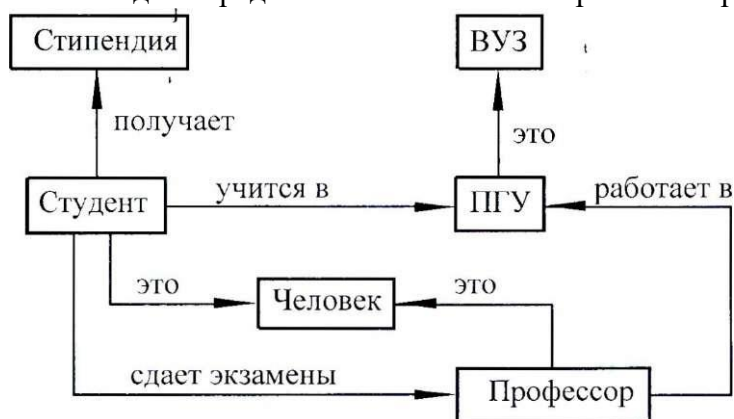 Стипендия
ВУЗ
получает
это
Студент
учится в
ПГУ
работает в
это
Человек
это
сдает экзамены
Профессор